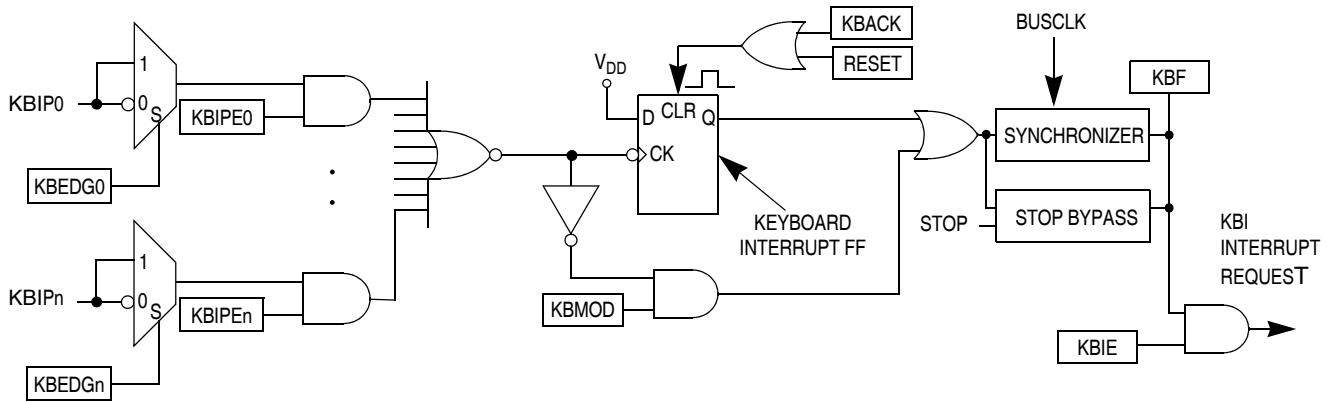 KBIP0
1
0
S
KBIPE0
KBEDG0
KBIPn
1
0
S
KBIPEn
KBEDGn
VDD
D CLR Q
CK
KBACK
RESET
KEYBOARD
INTERRUPT FF
KBMOD
BUSCLK
SYNCHRONIZER
STOP BYPASS
STOP
KBF
KBI
INTERRUPT
REQUEST
KBIE